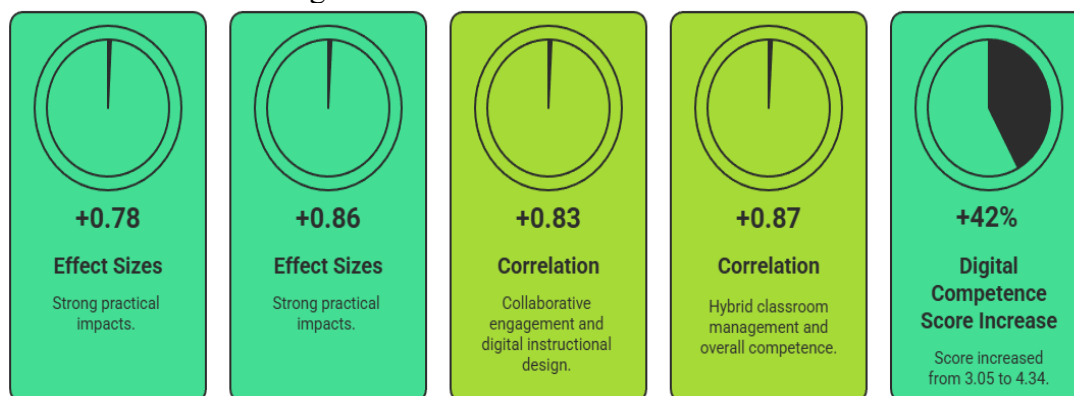 +0.78
Effect Sizes
Strong practical
impacts.
+0.86
Effect Sizes
Strong practical
impacts.
+0.83
Correlation
Collaborative
engagement and
digital instructional
design.
+0.87
Correlation
Hybrid classroom
management and
overall competence.
+42%
Digital
Competence
Score Increase
Score increased
from 3.05 to 4.34.